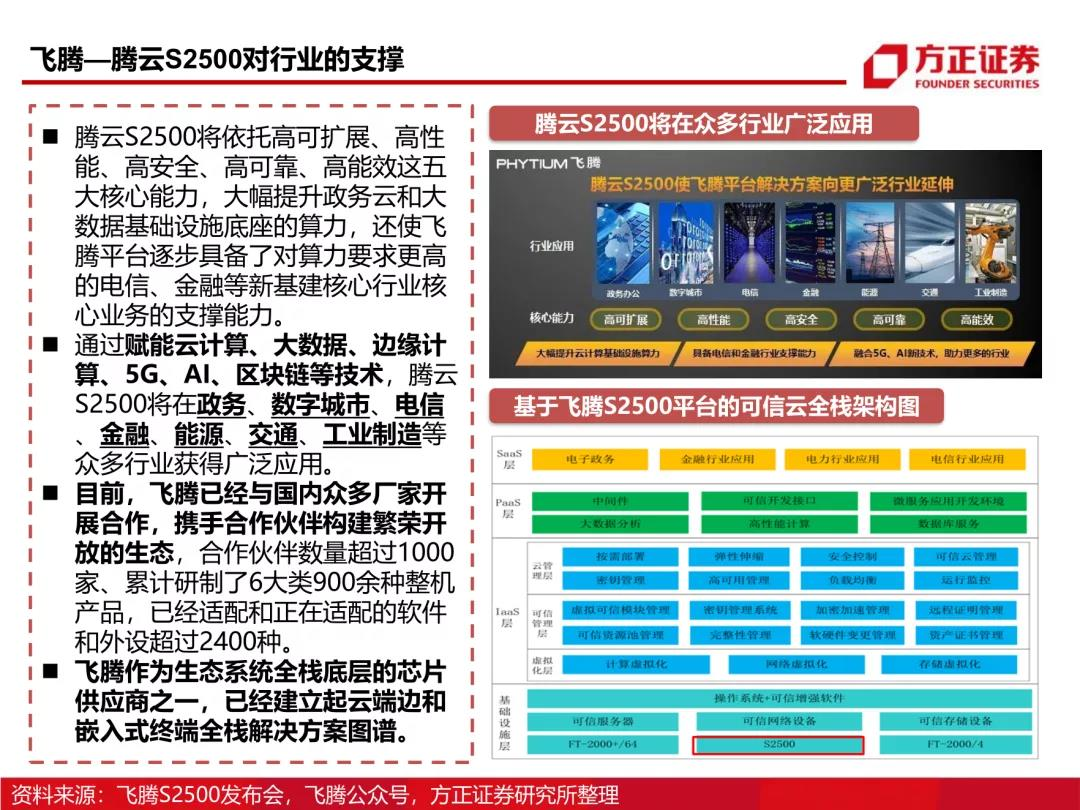 飞腾—腾云S2500对行业的支撑
方正证券
FOUNDER SECURITIES
■ 腾云S2500将依托高可扩展、高性
能、高安全、高可靠、高能效这五
大核心能力，大幅提升政务云和大
数据基础设施底座的算力，还使飞
腾平台逐步具备了对算力要求更高
的电信、金融等新基建核心行业核
心业务的支撑能力。
■ 通过赋能云计算、大数据、边缘计
算、5G、AI、区块链等技术，腾云
S2500将在政务、数字城市、电信
、金融、能源、交通、工业制造等
众多行业获得广泛应用。
■ 目前，飞腾已经与国内众多厂家开
展合作，携手合作伙伴构建繁荣开
放的生态，合作伙伴数量超过1000
家、累计研制了6大类900余种整机
产品，已经适配和正在适配的软件
和外设超过2400种。
■ 飞腾作为生态系统全栈底层的芯片
供应商之一，已经建立起云端边和
嵌入式终端全栈解决方案图谱。
腾云S2500将在众多行业广泛应用
PHYTIUM飞腾
腾云S2500使飞腾平台解决方案向更广泛行业延伸
行业应用
政务办公 数字城市 电信 金融 能源 交通 工业制造
核心能力 高可扩展 高性能 高安全 高可靠 高能效
大幅提升云计算基础设施算力 具备电信和金融行业支撑能力 融合5G、AI新技术，助力更多的行业
基于飞腾S2500平台的可信云全栈架构图
SaaS
层
电子政务 金融行业应用 电力行业应用 电信行业应用
PaaS
层
中间件 可信开发接口 微服务应用开发环境
大数据分析 高性能计算 数据库服务
IaaS
层
云管
理层
按需部署 弹性伸缩 安全控制 可信云管理
密钥管理 高可用管理 负载均衡 运行监控
可信
管理
层
虚拟可信模块管理 密钥管理系统 加密加速管理 远程证明管理
可信资源池管理 完整性管理 软硬件变更管理 资产证书管理
虚拟
化层
计算虚拟化 网络虚拟化 存储虚拟化
基
础
设
施
层
操作系统+可信增强软件
可信服务器 可信网络设备 可信存储设备
FT-2000+/64 S2500 FT-2000/4
资料来源：飞腾S2500发布会，飞腾公众号，方正证券研究所整理